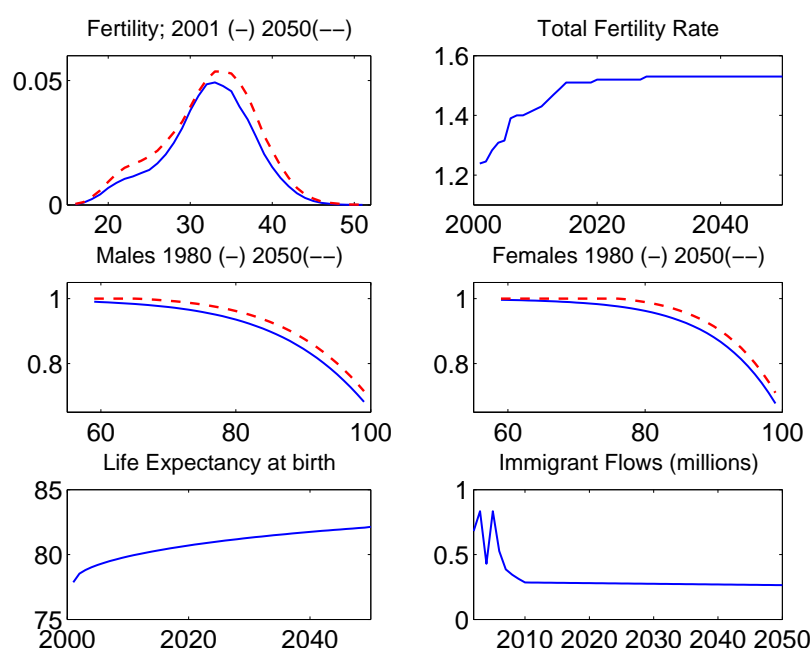 Fertility; 2001 (−) 2050(−−)
0.05
0
20 30 40 50
Total Fertility Rate
1.6
1.4
1.2
2000 2020 2040
Males 1980 (−) 2050(−−)
1
0.8
60 80 100
Females 1980 (−) 2050(−−)
1
0.8
60 80 100
Life Expectancy at birth
85
80
75
2000 2020 2040
Immigrant Flows (millions)
1
0.5
0
2010 2020 2030 2040 2050